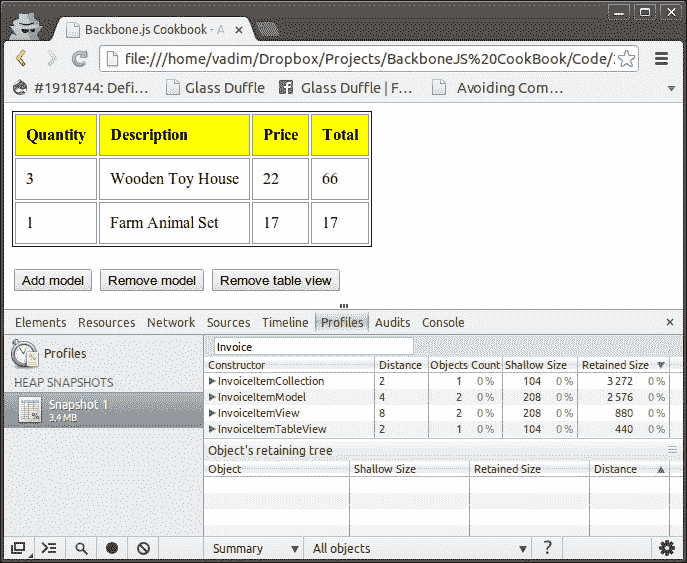 Backbone.js Cookbook - A
file:///home/vadim/Dropbox/Projects/BackboneJS%20CookBook/Code/
#1918744: Defi... Glass Duffle Glass Duffle | F... Avoiding Com...
Quantity Description Price Total
3 Wooden Toy House 22 66
1 Farm Animal Set 17 17
Add model Remove model Remove table view
Elements Resources Network Sources Timeline Profiles Audits Console
Profiles
HEAP SNAPSHOTS
Snapshot 1
3.4 MB
Invoice
Constructor Distance Objects Count Shallow Size Retained Size
InvoiceItemCollection 2 1 0 % 104 0 % 3 272 0 %
InvoiceItemModel 4 2 0 % 208 0 % 2 576 0 %
InvoiceItemView 8 2 0 % 208 0 % 880 0 %
InvoiceItemTableView 2 1 0 % 104 0 % 440 0 %
Object's retaining tree
Object Shallow Size Retained Size Distance
Summary All objects ?